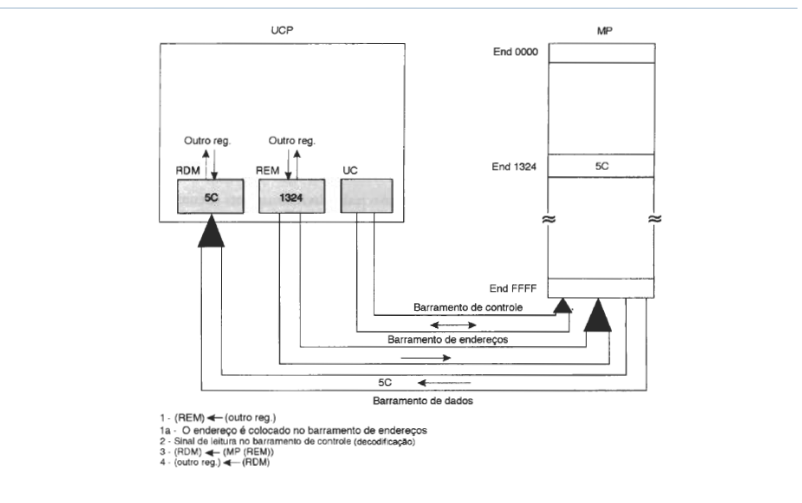 UCP
MP
End 0000
Outro reg.
Outro reg.
RDM
REM
UC
5C
1324
End 1324
5C
End FFFF
Barramento de controle
Barramento de endereços
5C
Barramento de dados
1 - (REM) ← (outro reg.)
1a - O endereço é colocado no barramento de endereços
2 - Sinal de leitura no barramento de controle (decodificação)
3 - (RDM) ← (MP (REM))
4 - (outro reg.) ← (RDM)